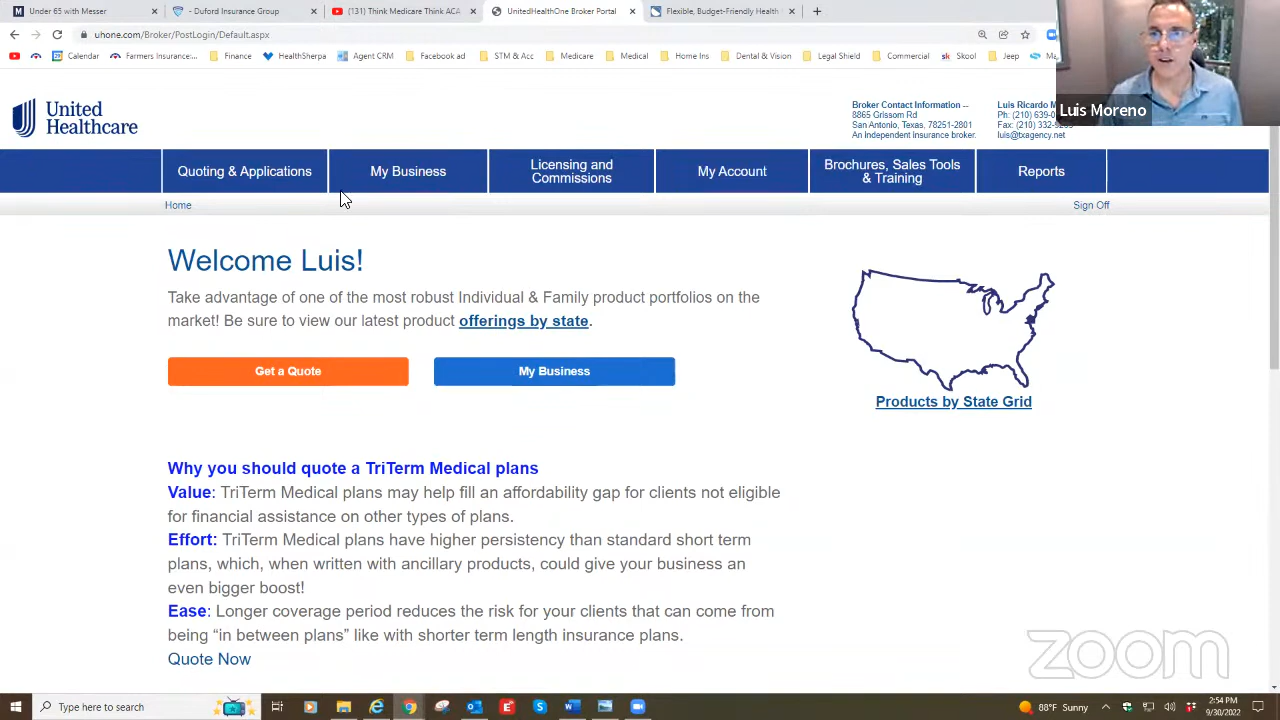 Under 65 with Messer
- Duford Insurance Group
(131) Think Medicare Think ACA
UnitedHealthOne Broker Portal
Flexible, Budget-Friendly Health
uhone.com/Broker/PostLogin/Default.aspx
Calendar
Farmers Insurance:...
Finance
HealthSherpa
Agent CRM
Facebook ad
STM & Acc
Medicare
Medical
Home Ins
Dental & Vision
Legal Shield
Commercial
sk Skool
Jeep
Luis Moreno
United
Healthcare
Broker Contact Information --
8865 Grissom Rd
San Antonio, Texas, 78251-2801
An independent insurance broker.
Luis Ricardo M
Ph: (210) 639-0
Fax: (210) 332-9
luis@txagency.net
Quoting & Applications
My Business
Licensing and
Commissions
My Account
Brochures, Sales Tools
& Training
Reports
Home
Sign Off
Welcome Luis!
Take advantage of one of the most robust Individual & Family product portfolios on the
market! Be sure to view our latest product offerings by state.
Get a Quote
My Business
Products by State Grid
Why you should quote a TriTerm Medical plans
Value: TriTerm Medical plans may help fill an affordability gap for clients not eligible
for financial assistance on other types of plans.
Effort: TriTerm Medical plans have higher persistency than standard short term
plans, which, when written with ancillary products, could give your business an
even bigger boost!
Ease: Longer coverage period reduces the risk for your clients that can come from
being “in between plans” like with shorter term length insurance plans.
Quote Now
zoom
Type here to search
88°F Sunny
2:54 PM
9/30/2022